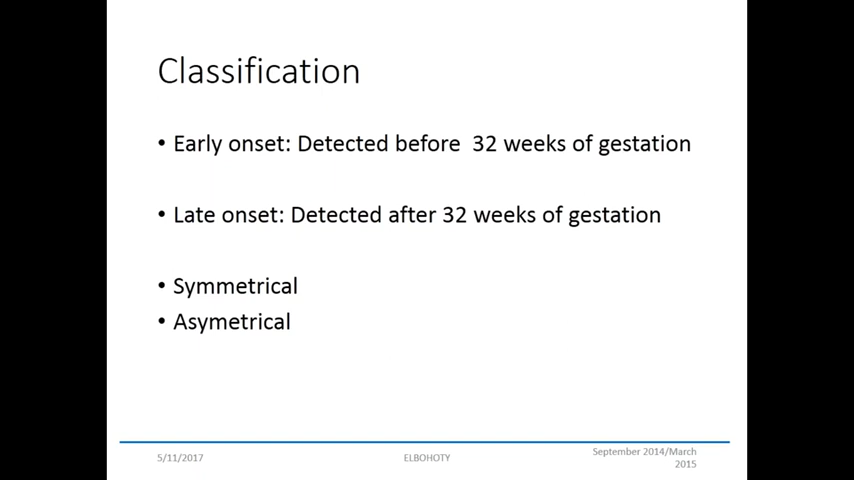 Classification
• Early onset: Detected before  32 weeks of gestation
• Late onset: Detected after 32 weeks of gestation
• Symmetrical
• Asymetrical
5/11/2017
ELBOHOTY
September 2014/March
2015